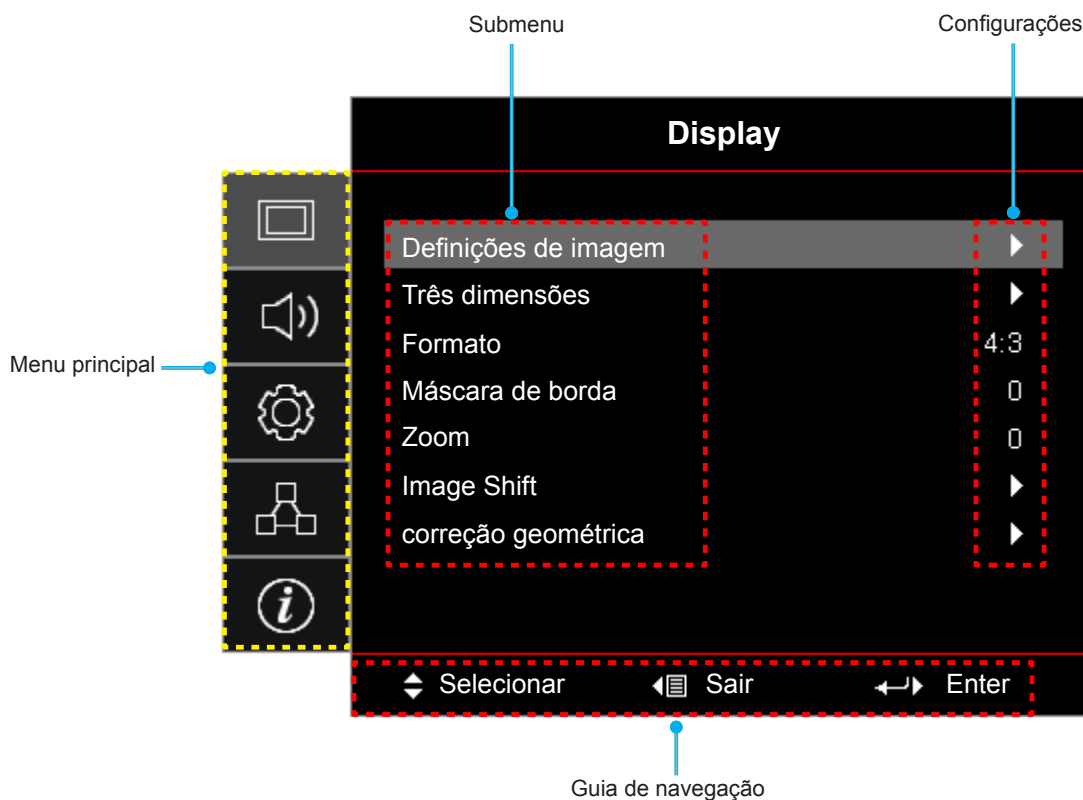 Submenu
Configurações
Display
Definições de imagem
Três dimensões
Formato 4:3
Máscara de borda 0
Zoom 0
Image Shift
correção geométrica
Menu principal
Selecionar Sair Enter
Guia de navegação